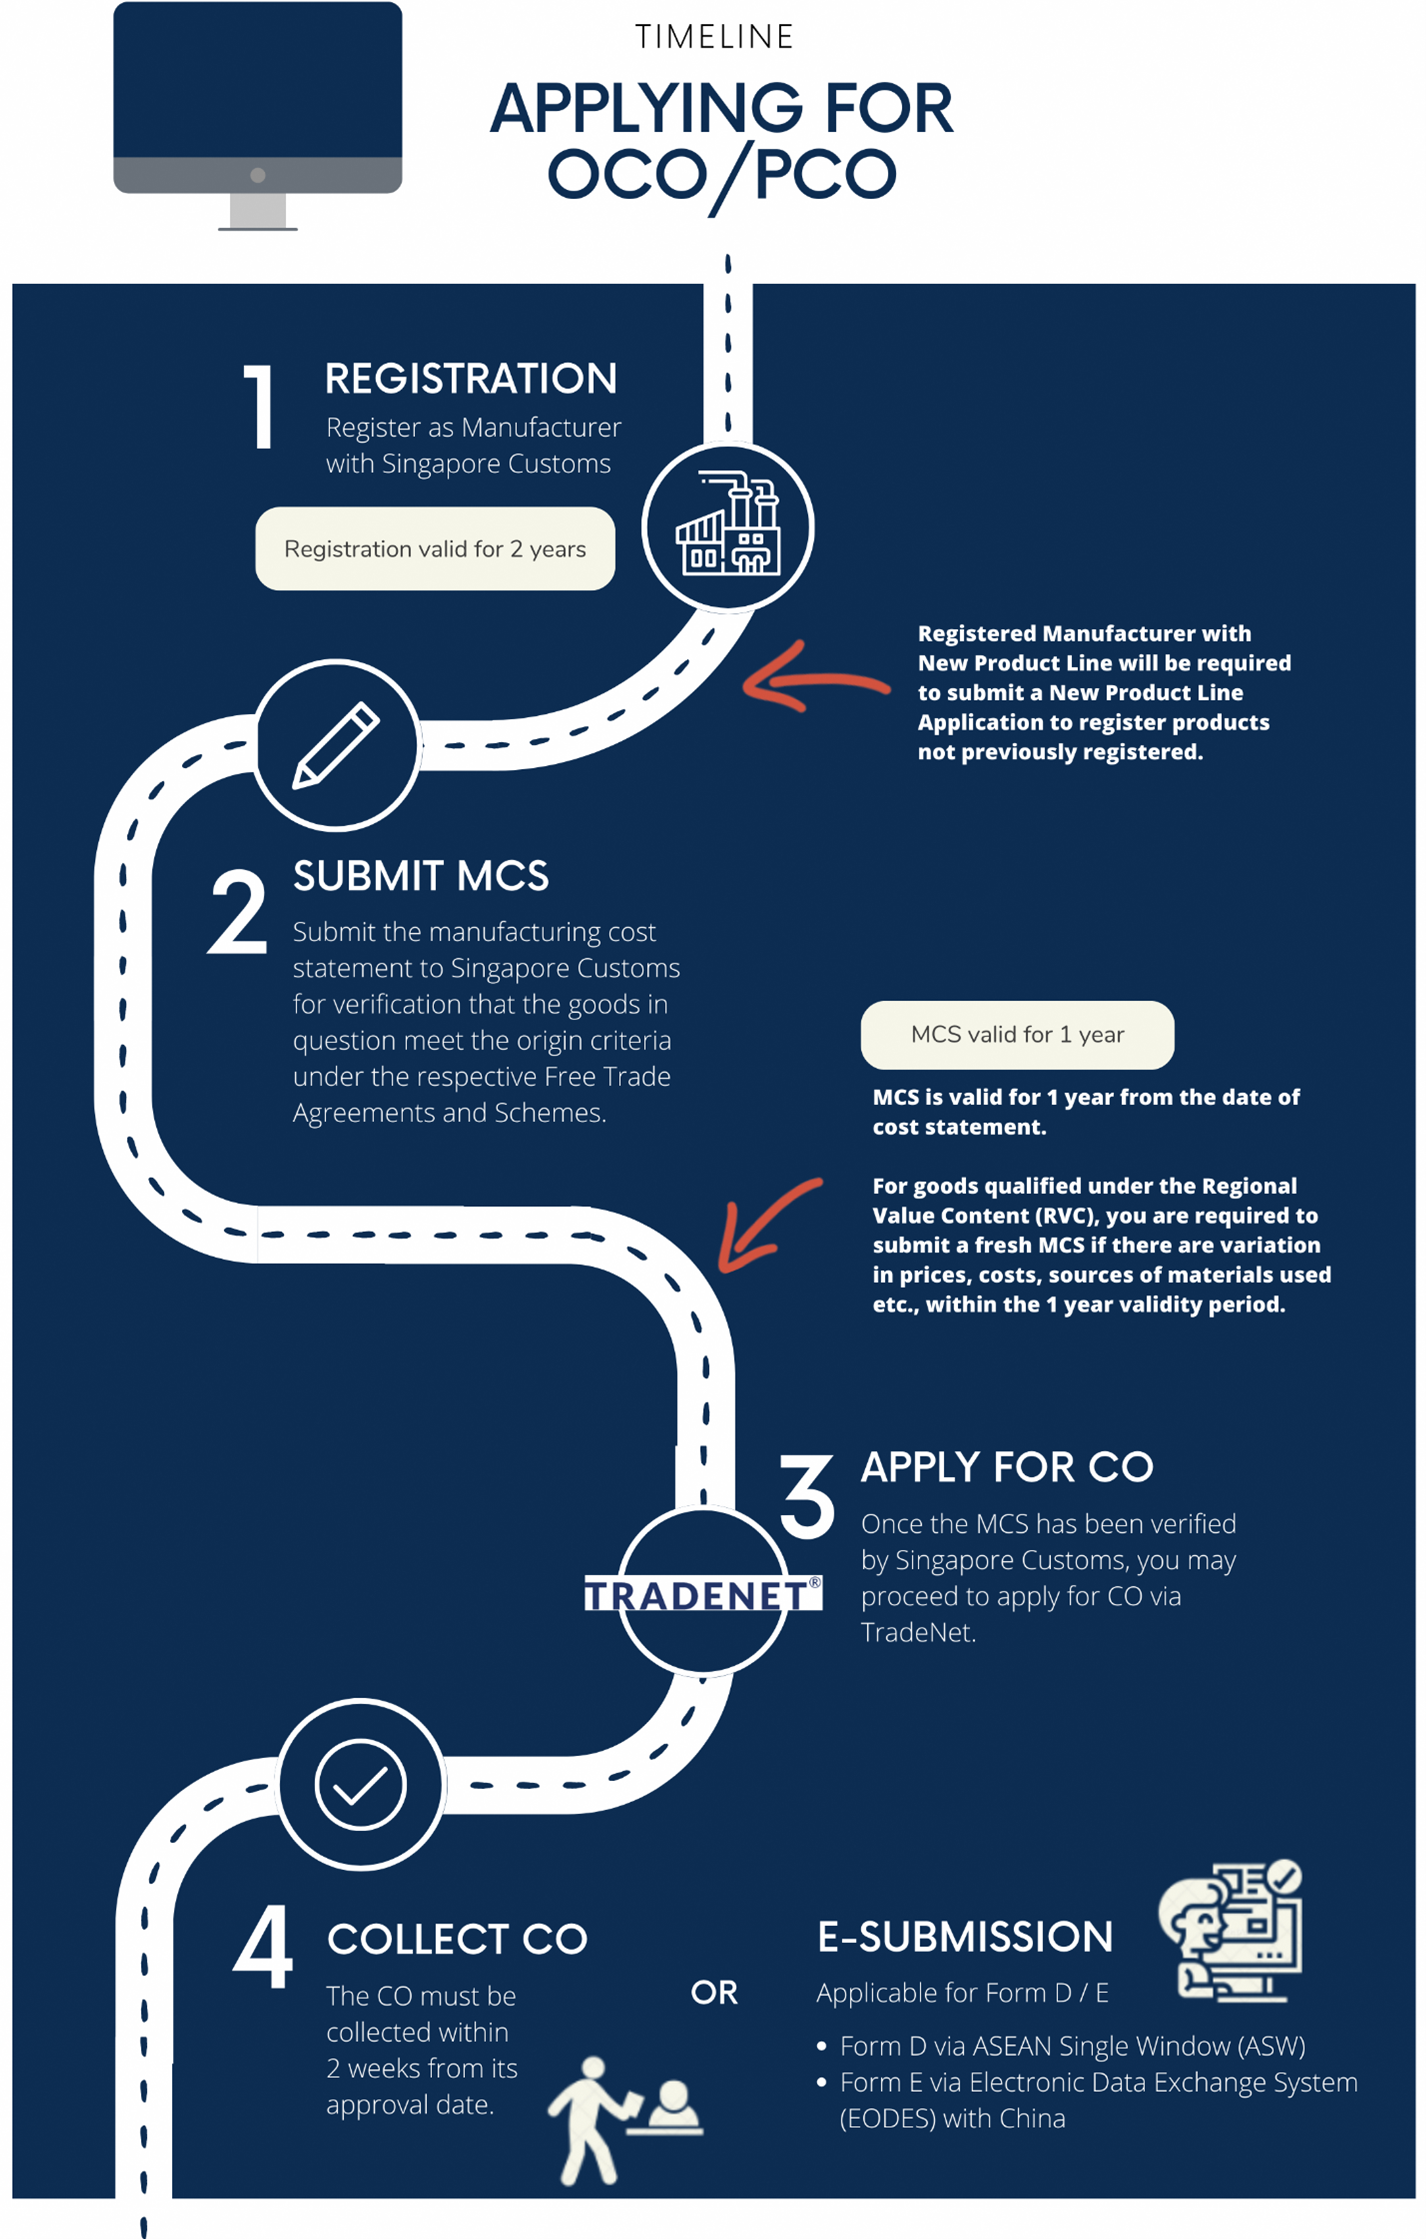 TIMELINE
APPLYING FOR
OCO/PCO
1
REGISTRATION
Register as Manufacturer
with Singapore Customs
Registration valid for 2 years
Registered Manufacturer with
New Product Line will be required
to submit a New Product Line
Application to register products
not previously registered.
2
SUBMIT MCS
Submit the manufacturing cost
statement to Singapore Customs
for verification that the goods in
question meet the origin criteria
under the respective Free Trade
Agreements and Schemes.
MCS valid for 1 year
MCS is valid for 1 year from the date of
cost statement.
For goods qualified under the Regional
Value Content (RVC), you are required to
submit a fresh MCS if there are variation
in prices, costs, sources of materials used
etc., within the 1 year validity period.
3
APPLY FOR CO
Once the MCS has been verified
by Singapore Customs, you may
proceed to apply for CO via
TradeNet.
TRADENET®
4
COLLECT CO
The CO must be
collected within
2 weeks from its
approval date.
OR
E-SUBMISSION
Applicable for Form D / E
• Form D via ASEAN Single Window (ASW)
• Form E via Electronic Data Exchange System
(EODES) with China